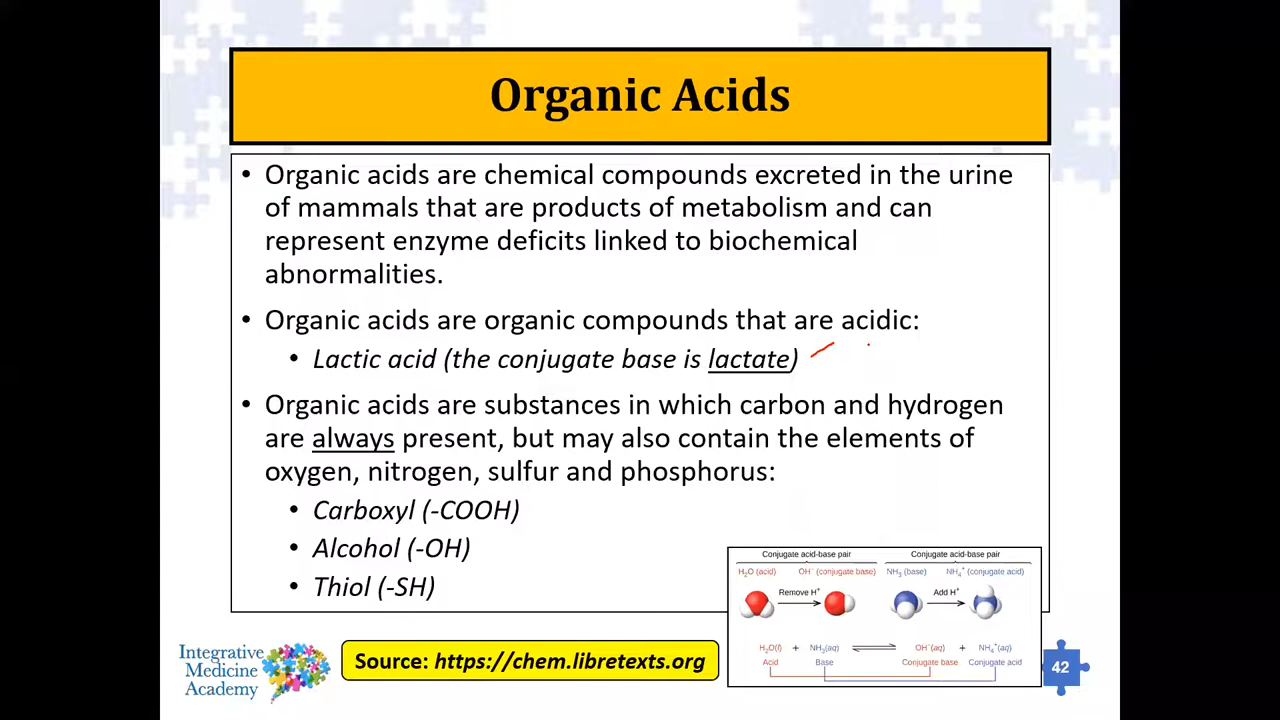 Organic Acids
• Organic acids are chemical compounds excreted in the urine
of mammals that are products of metabolism and can
represent enzyme deficits linked to biochemical
abnormalities.
• Organic acids are organic compounds that are acidic:
• Lactic acid (the conjugate base is lactate)
• Organic acids are substances in which carbon and hydrogen
are always present, but may also contain the elements of
oxygen, nitrogen, sulfur and phosphorus:
• Carboxyl (-COOH)
• Alcohol (-OH)
• Thiol (-SH)
Conjugate acid-base pair Conjugate acid-base pair
H₂O (acid) OH⁻ (conjugate base) NH₃ (base) NH₄⁺ (conjugate acid)
Remove H⁺ Add H⁺
H₂O(l) + NH₃(aq) OH⁻(aq) + NH₄⁺(aq)
Acid Base Conjugate base Conjugate acid
Integrative
Medicine
Academy
Source: https://chem.libretexts.org
42